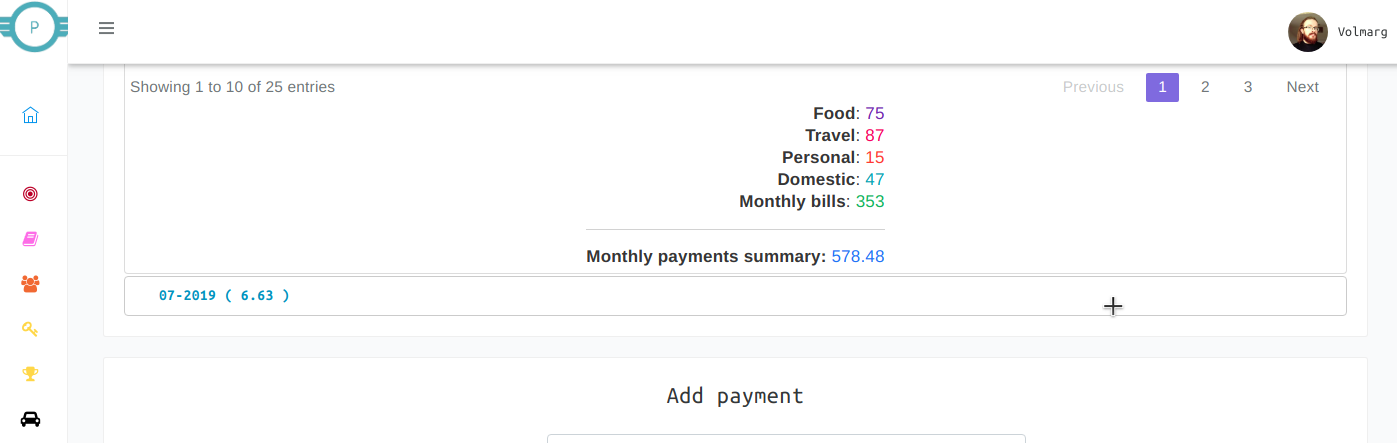 P
Volmarg
Showing 1 to 10 of 25 entries
Previous 1 2 3 Next
Food: 75
Travel: 87
Personal: 15
Domestic: 47
Monthly bills: 353
Monthly payments summary: 578.48
07-2019 ( 6.63 )
Add payment